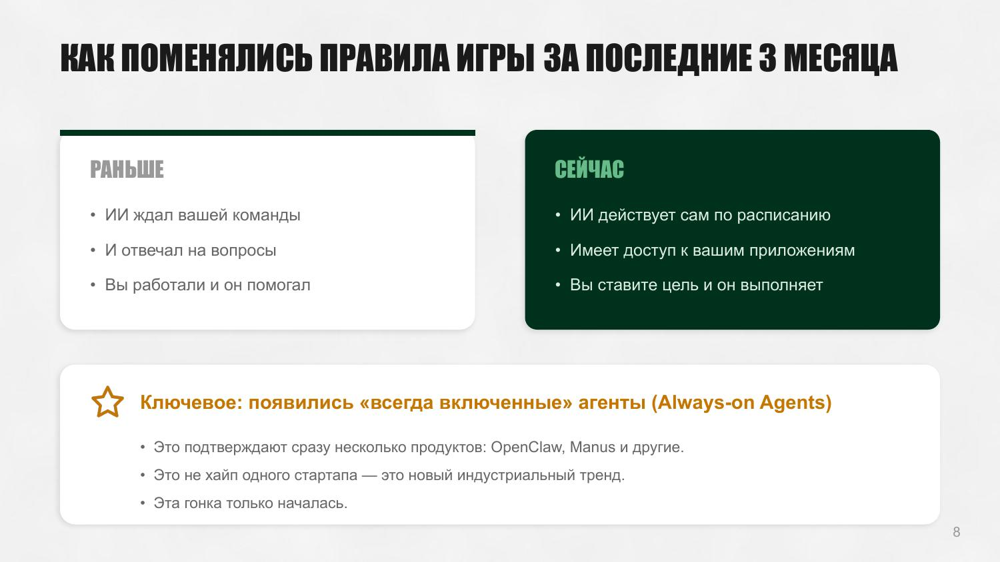 КАК ПОМЕНЯЛИСЬ ПРАВИЛА ИГРЫ ЗА ПОСЛЕДНИЕ 3 МЕСЯЦА
РАНЬШЕ
• ИИ ждал вашей команды
• И отвечал на вопросы
• Вы работали и он помогал
СЕЙЧАС
• ИИ действует сам по расписанию
• Имеет доступ к вашим приложениям
• Вы ставите цель и он выполняет
Ключевое: появились «всегда включенные» агенты (Always-on Agents)
• Это подтверждают сразу несколько продуктов: OpenClaw, Manus и другие.
• Это не хайп одного стартапа — это новый индустриальный тренд.
• Эта гонка только началась.
8